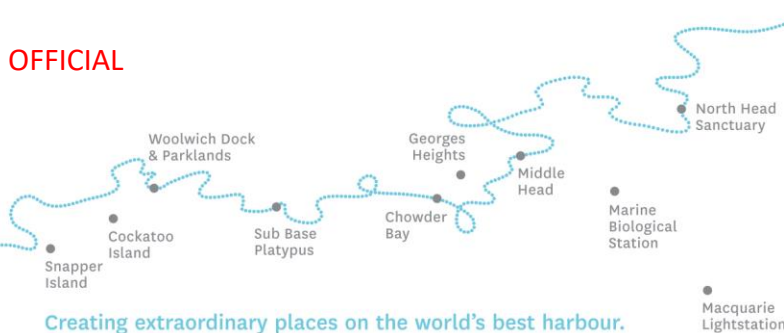 OFFICIAL
North Head
Sanctuary
Woolwich Dock
& Parklands
Georges
Heights
Middle
Head
Marine
Biological
Station
Chowder
Bay
Sub Base
Platypus
Cockatoo
Island
Snapper
Island
Macquarie
Lightstation
Creating extraordinary places on the world's best harbour.